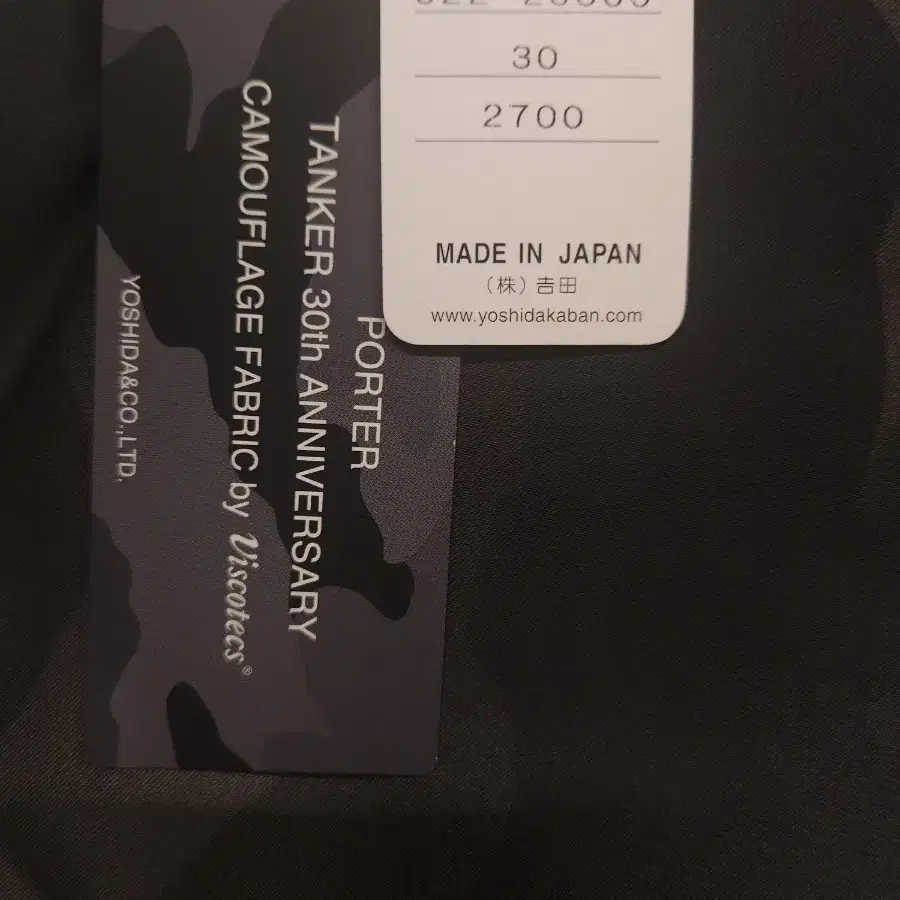 30
2700
MADE IN JAPAN
(株)吉田
www.yoshidakaban.com
PORTER
TANKER 30th ANNIVERSARY
CAMOUFLAGE FABRIC by Viscotecs®
YOSHIDA&CO.,LTD.